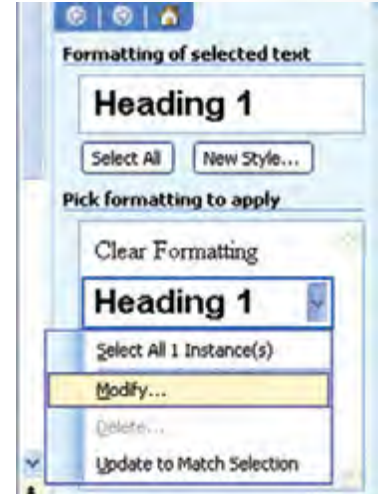 Formatting of selected text
Heading 1
Select All New Style...
Pick formatting to apply
Clear Formatting
Heading 1
Select All 1 Instance(s)
Modify...
Delete...
Update to Match Selection